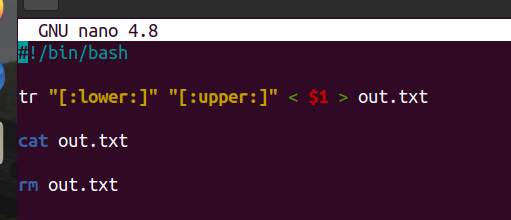 GNU nano 4.8
#!/bin/bash
tr "[:lower:]" "[:upper:]" < $1 > out.txt
cat out.txt
rm out.txt